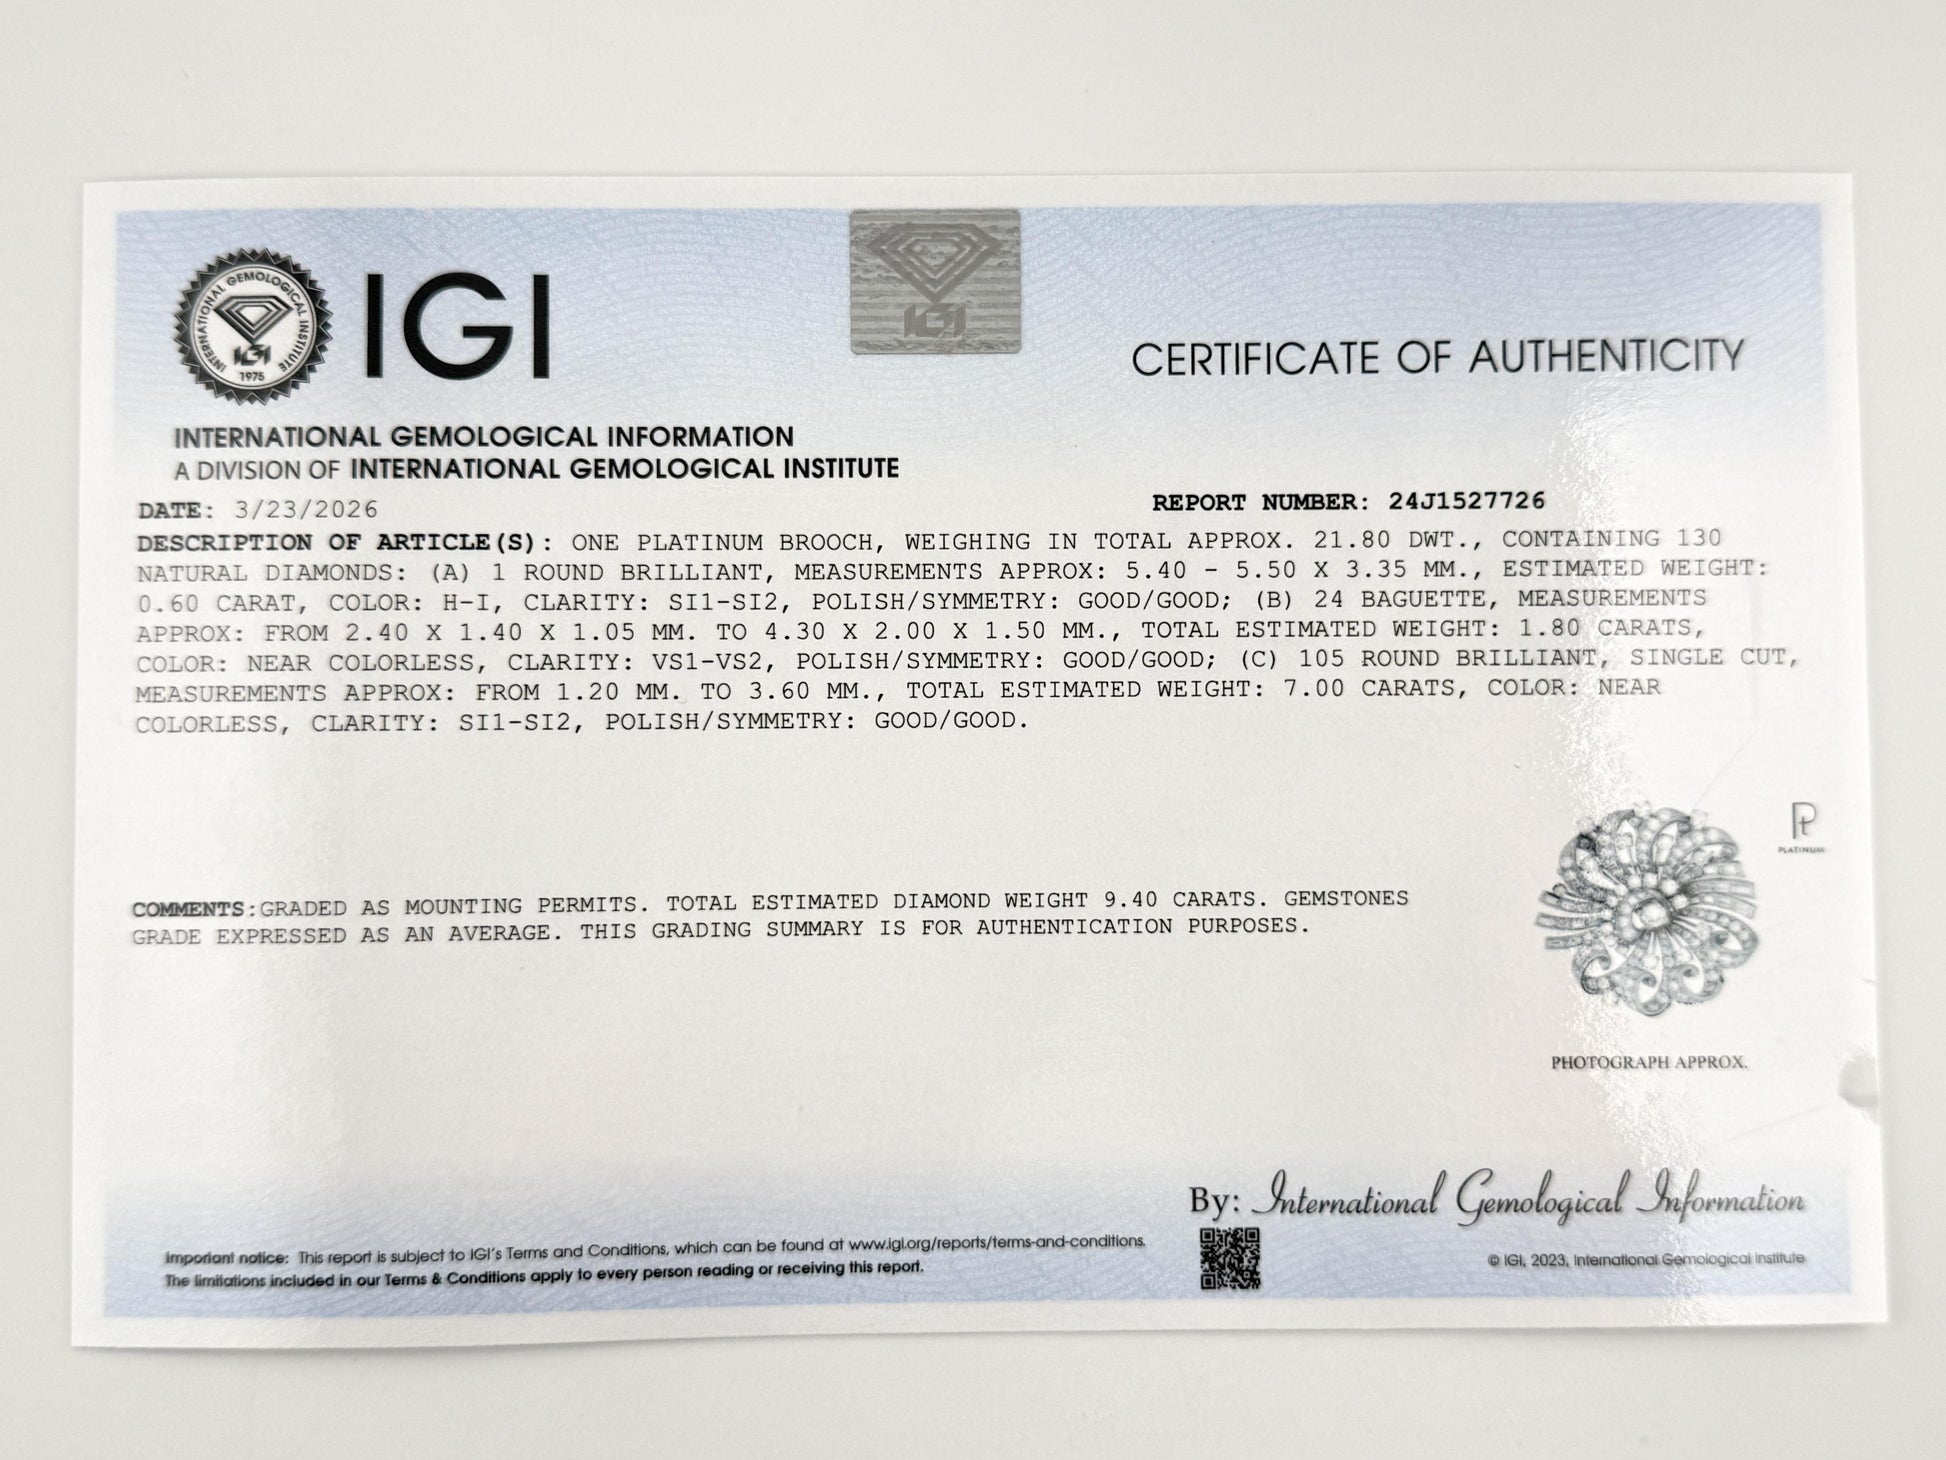 INTERNATIONAL GEMOLOGICAL INSTITUTE
IGI
1975
IGI
IGI
CERTIFICATE OF AUTHENTICITY
INTERNATIONAL GEMOLOGICAL INFORMATION
A DIVISION OF INTERNATIONAL GEMOLOGICAL INSTITUTE
DATE: 3/23/2026
REPORT NUMBER: 24J1527726
DESCRIPTION OF ARTICLE(S): ONE PLATINUM BROOCH, WEIGHING IN TOTAL APPROX. 21.80 DWT., CONTAINING 130
NATURAL DIAMONDS: (A) 1 ROUND BRILLIANT, MEASUREMENTS APPROX: 5.40 - 5.50 X 3.35 MM., ESTIMATED WEIGHT:
0.60 CARAT, COLOR: H-I, CLARITY: SI1-SI2, POLISH/SYMMETRY: GOOD/GOOD; (B) 24 BAGUETTE, MEASUREMENTS
APPROX: FROM 2.40 X 1.40 X 1.05 MM. TO 4.30 X 2.00 X 1.50 MM., TOTAL ESTIMATED WEIGHT: 1.80 CARATS,
COLOR: NEAR COLORLESS, CLARITY: VS1-VS2, POLISH/SYMMETRY: GOOD/GOOD; (C) 105 ROUND BRILLIANT, SINGLE CUT,
MEASUREMENTS APPROX: FROM 1.20 MM. TO 3.60 MM., TOTAL ESTIMATED WEIGHT: 7.00 CARATS, COLOR: NEAR
COLORLESS, CLARITY: SI1-SI2, POLISH/SYMMETRY: GOOD/GOOD.
Pt
PLATINUM
COMMENTS:GRADED AS MOUNTING PERMITS. TOTAL ESTIMATED DIAMOND WEIGHT 9.40 CARATS. GEMSTONES
GRADE EXPRESSED AS AN AVERAGE. THIS GRADING SUMMARY IS FOR AUTHENTICATION PURPOSES.
PHOTOGRAPH APPROX.
By: International Gemological Information
Important notice: This report is subject to IGI's Terms and Conditions, which can be found at www.igi.org/reports/terms-and-conditions.
The limitations included in our Terms & Conditions apply to every person reading or receiving this report.
© IGI, 2023, International Gemological Institute